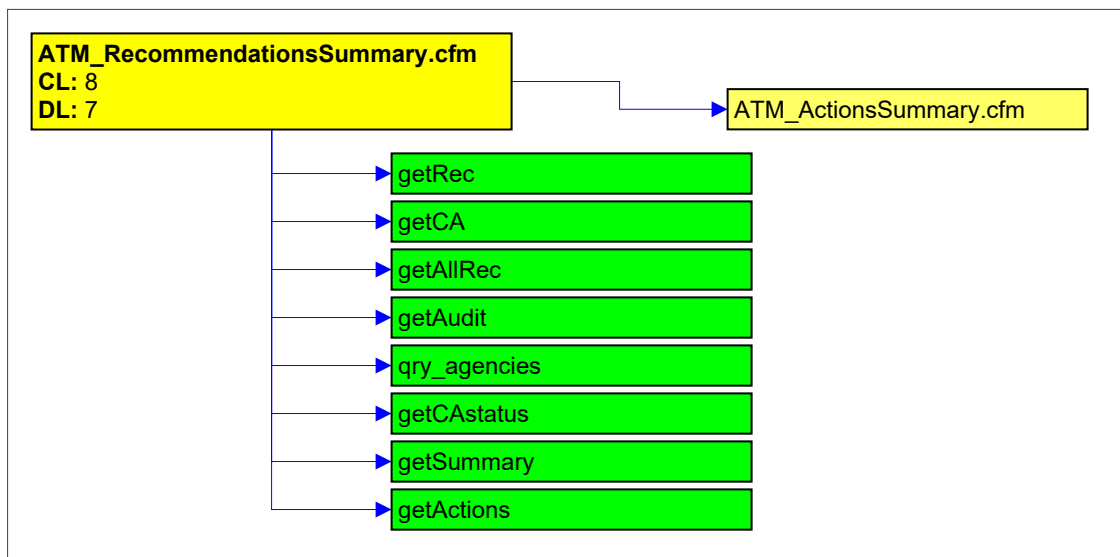 ATM_RecommendationsSummary.cfm
CL: 8
DL: 7
ATM_ActionsSummary.cfm
getRec
getCA
getAllRec
getAudit
qry_agencies
getCAstatus
getSummary
getActions